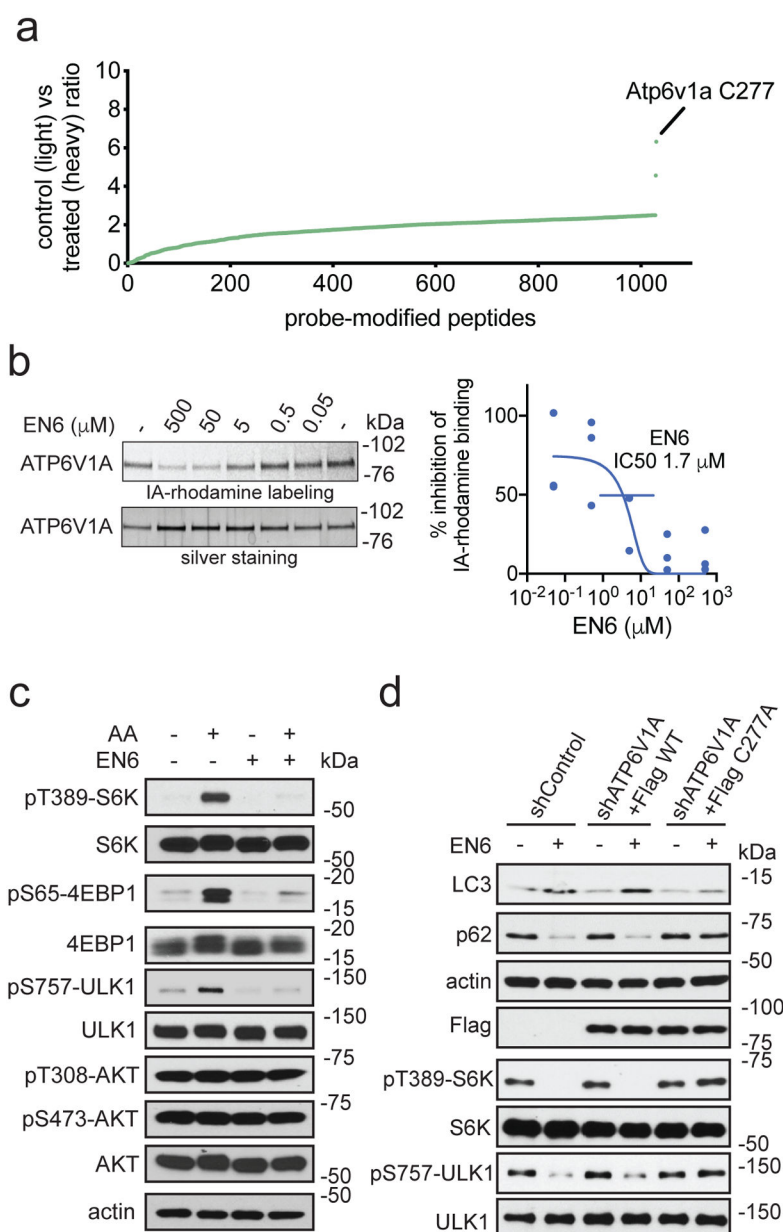 a
control (light) vs
treated (heavy) ratio
10
8
6
4
2
0
Atp6v1a C277
0 200 400 600 800 1000
probe-modified peptides
b
EN6 (μM) - 500 50 5 0.5 0.05 - kDa
ATP6V1A -102
-76
IA-rhodamine labeling
ATP6V1A -102
-76
silver staining
% inhibition of
IA-rhodamine binding
100
50
0
EN6
IC50 1.7 μM
10-2 10-1 100 101 102 103
EN6 (μM)
c
AA - + - +
EN6 - - + + kDa
pT389-S6K -50
S6K -50
pS65-4EBP1 -20
-15
4EBP1 -20
-15
pS757-ULK1 -150
ULK1 -150
pT308-AKT -75
pS473-AKT -75
AKT -50
actin -50
d
shControl
shATP6V1A
+Flag WT
shATP6V1A
+Flag C277A
EN6 - + - + - + kDa
LC3 -15
p62 -75
-50
actin
Flag -100
-75
pT389-S6K -75
S6K -50
pS757-ULK1 -150
ULK1 -150